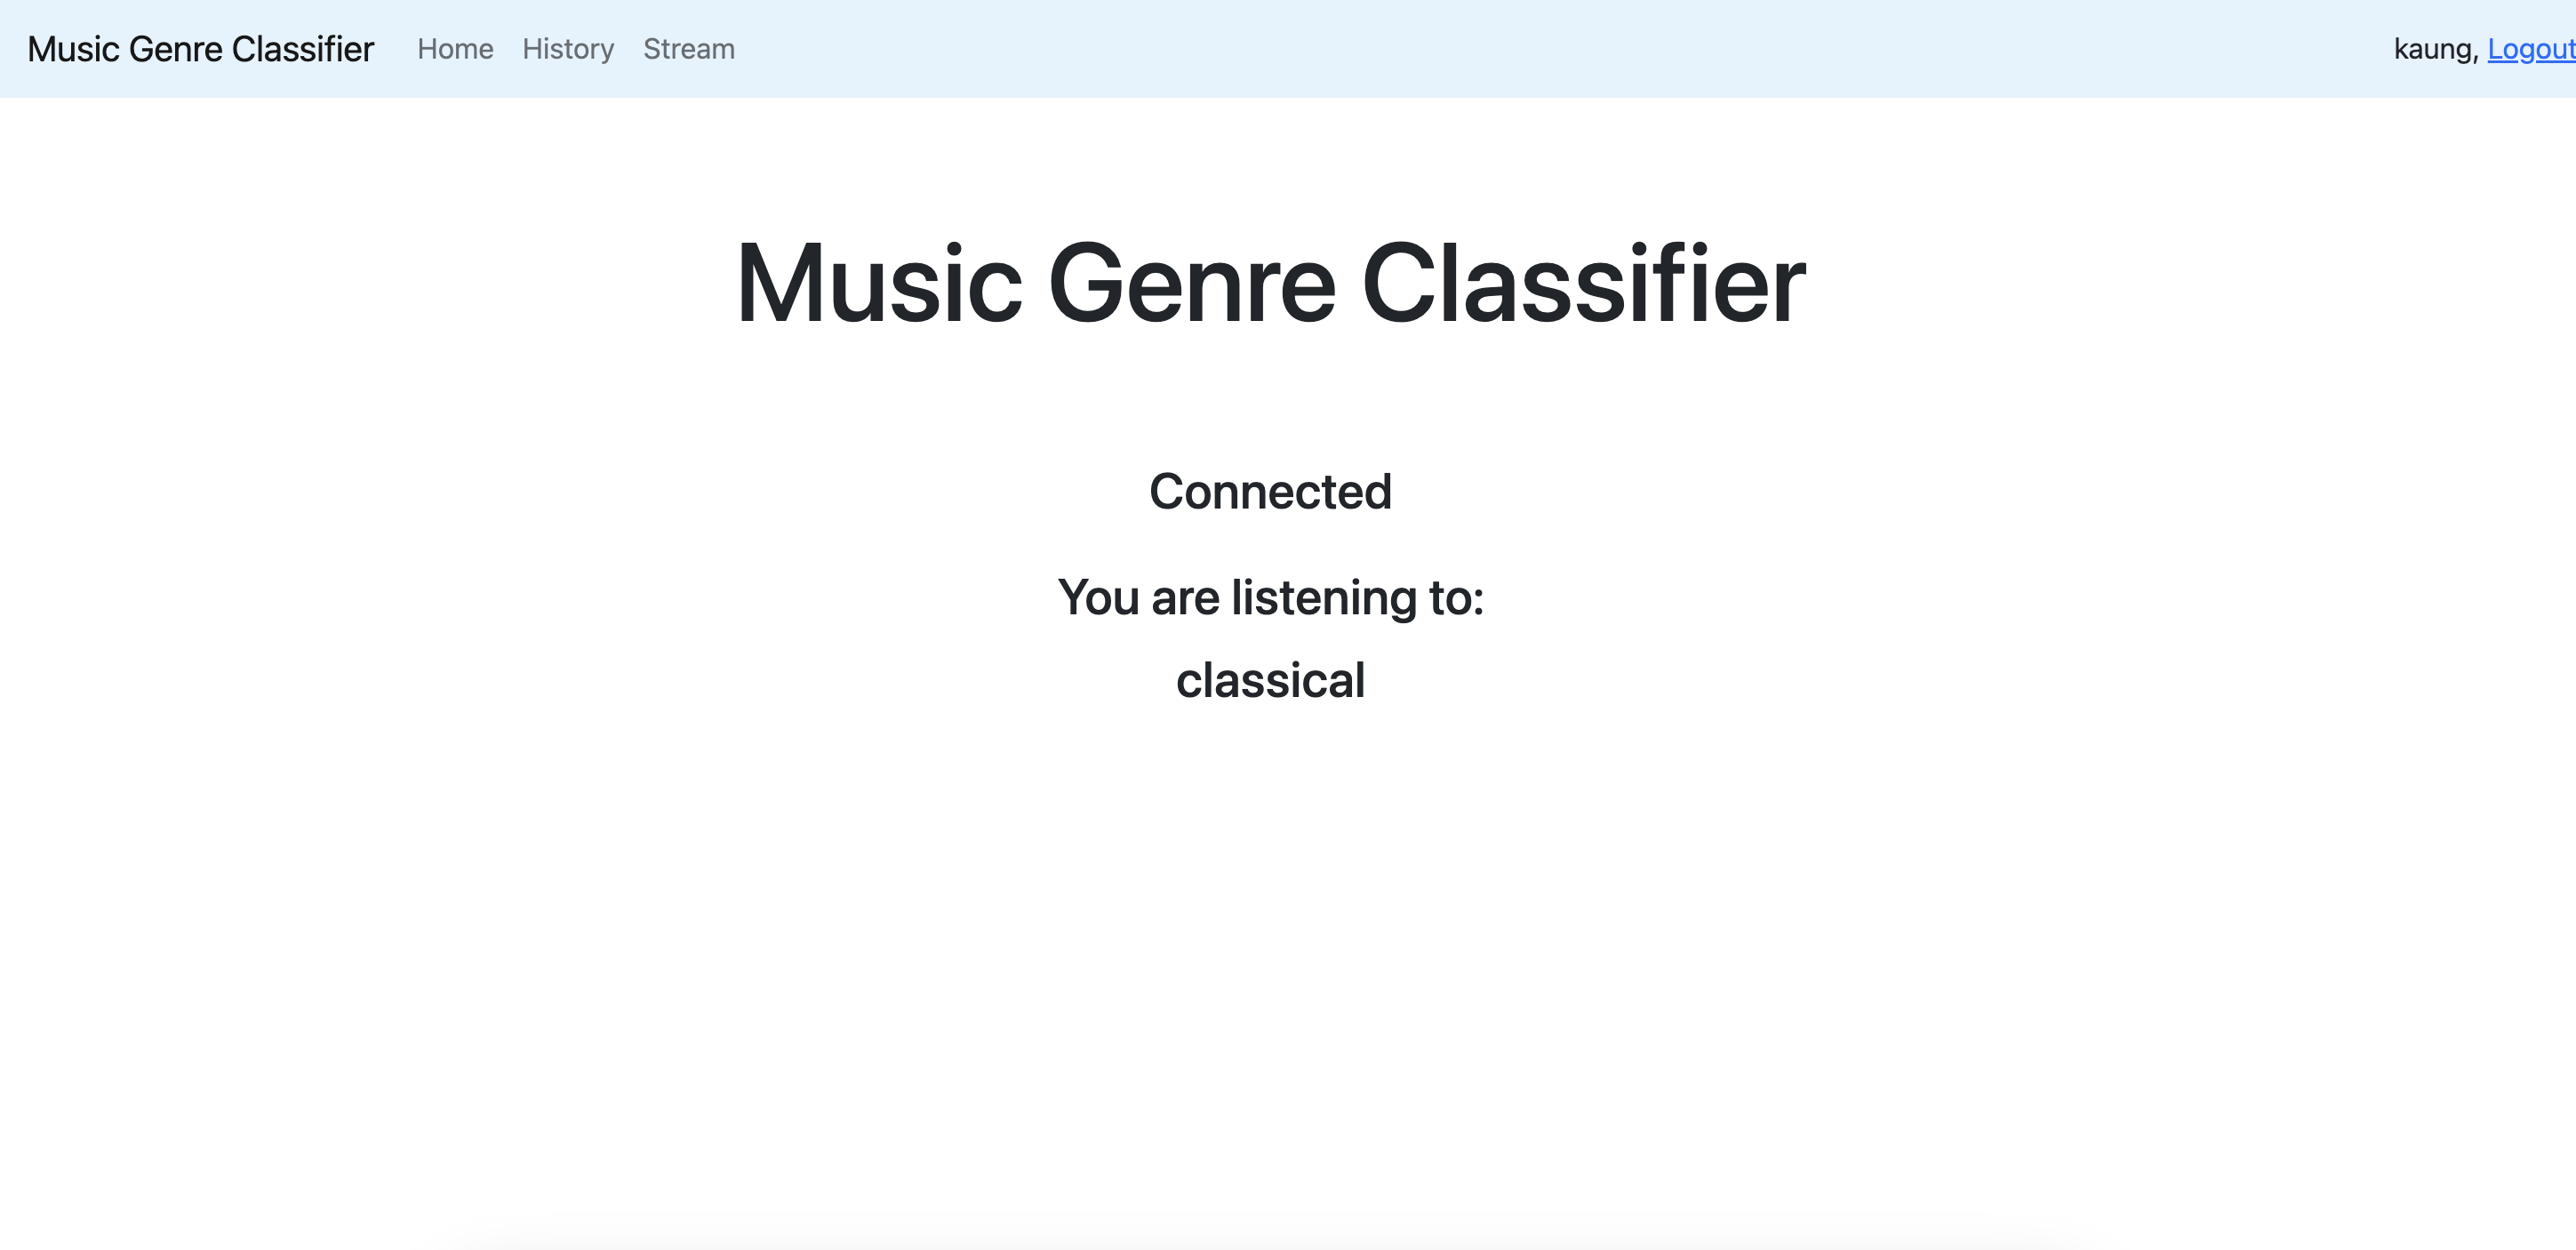 Music Genre Classifier Home History Stream kaung, Logout
Music Genre Classifier
Connected
You are listening to:
classical